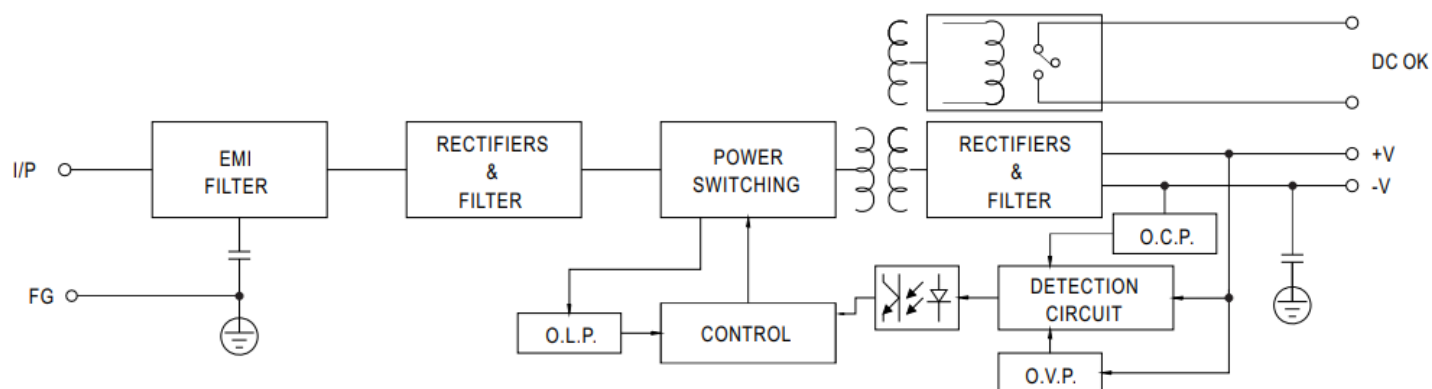 DC OK
I/P
EMI
FILTER
RECTIFIERS
&
FILTER
POWER
SWITCHING
RECTIFIERS
&
FILTER
+V
-V
O.C.P.
FG
O.L.P.
CONTROL
DETECTION
CIRCUIT
O.V.P.